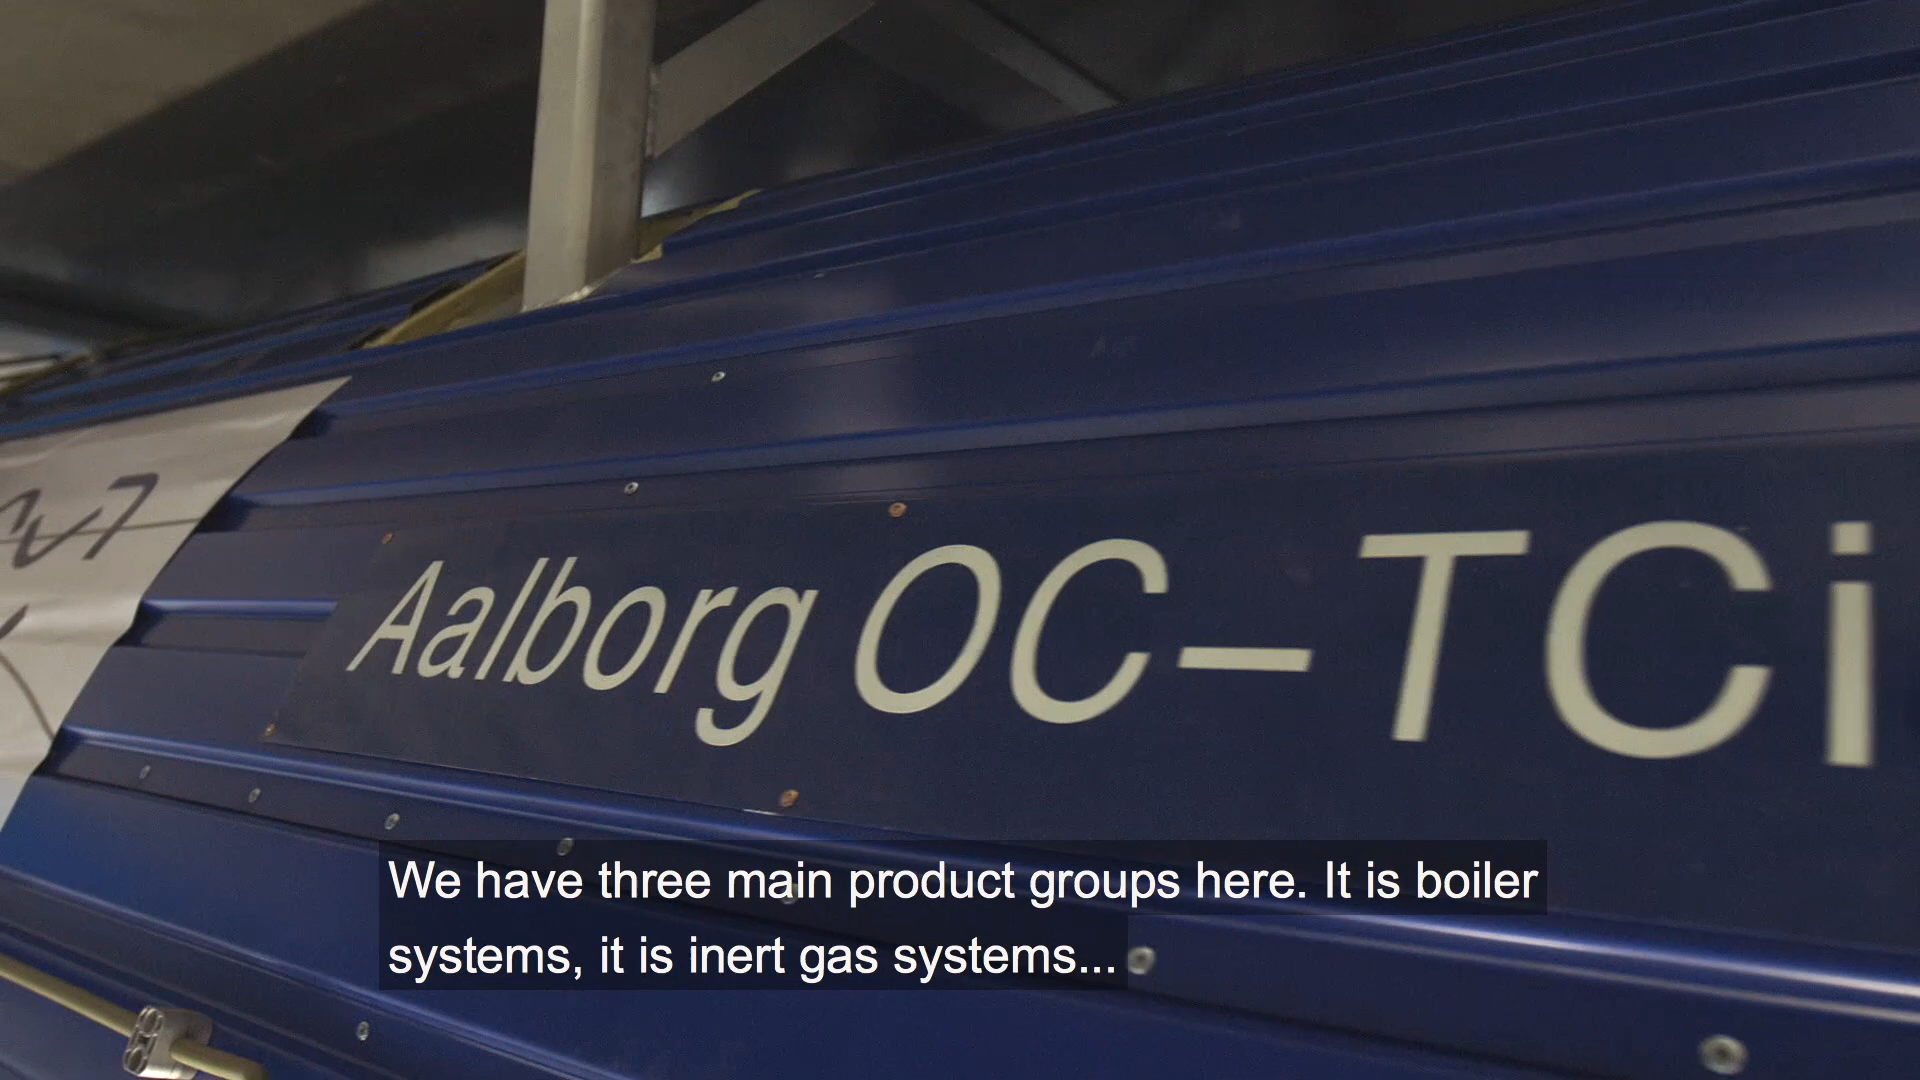 Aalborg OC-TCi
We have three main product groups here. It is boiler
systems, it is inert gas systems...